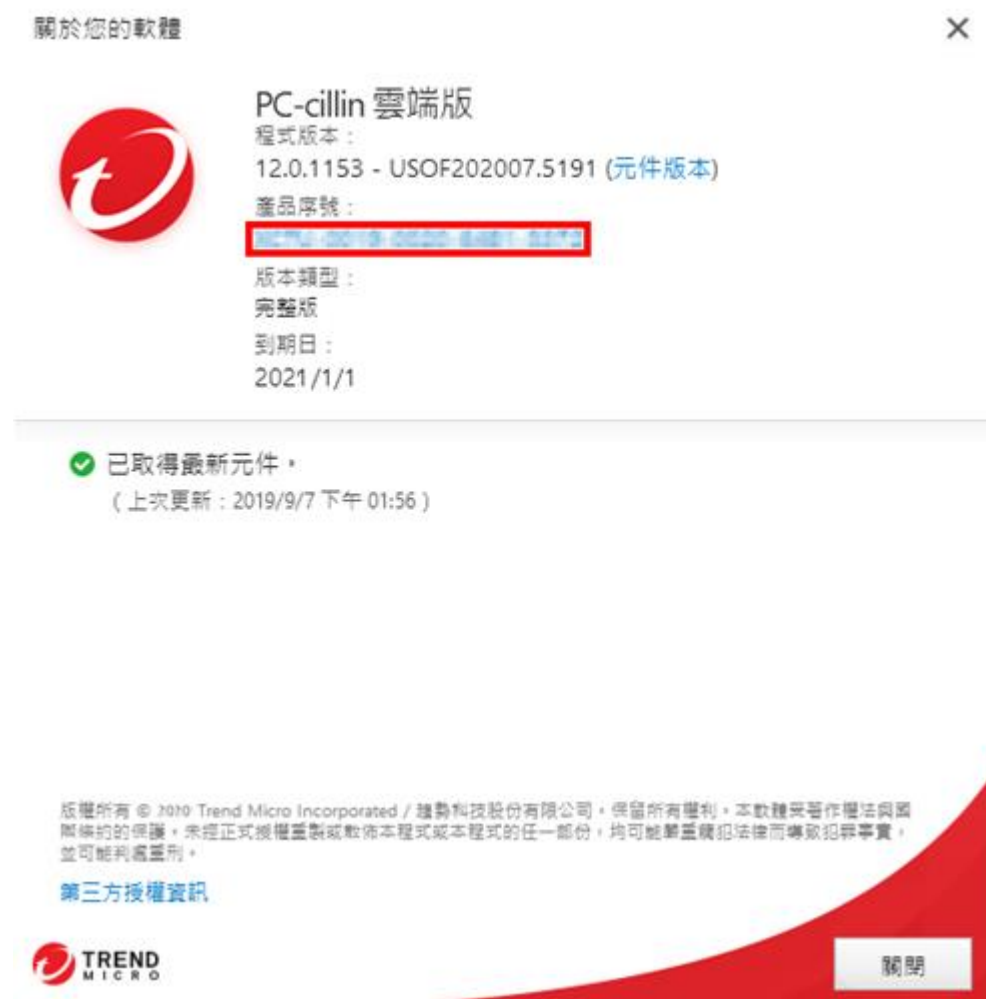 關於您的軟體
PC-cillin 雲端版
程式版本：
12.0.1153 - USOF202007.5191 (元件版本)
產品序號：
版本類型：
完整版
到期日：
2021/1/1
已取得最新元件。
（上次更新：2019/9/7 下午 01:56）
版權所有 © 2020 Trend Micro Incorporated / 趨勢科技股份有限公司。保留所有權利。本軟體受著作權法與國
際條約的保護。未經正式授權重製或散佈本程式或本程式的任一部份，均可能嚴重觸犯法律而導致犯罪事實，
並可能判處重刑。
第三方授權資訊
TREND
MICRO
關閉